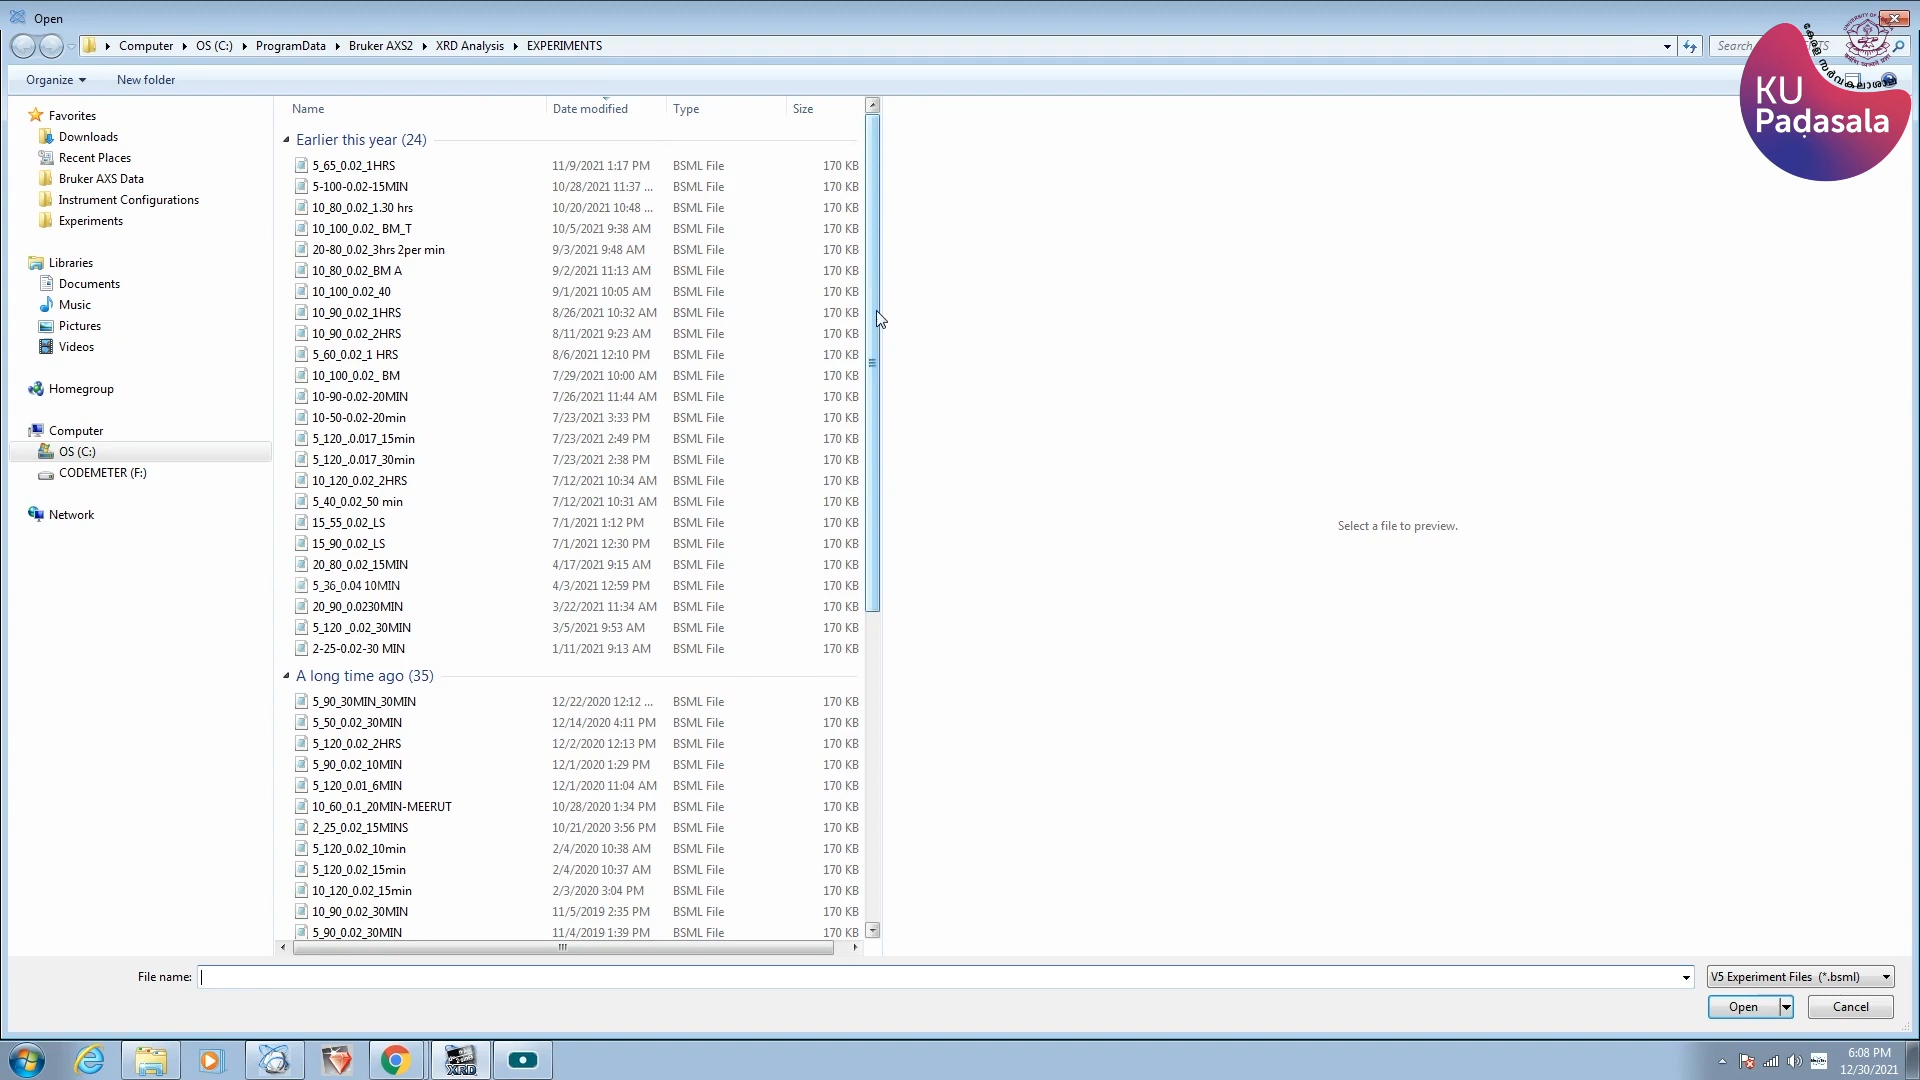 Open
Computer OS (C:) ProgramData Bruker AXS2 XRD Analysis EXPERIMENTS
Search
Organize New folder
KU
Padasala
Favorites
Downloads
Recent Places
Bruker AXS Data
Instrument Configurations
Experiments
Libraries
Documents
Music
Pictures
Videos
Homegroup
Computer
OS (C:)
CODEMETER (F:)
Network
Name Date modified Type Size
Earlier this year (24)
5_65_0.02_1HRS 11/9/2021 1:17 PM BSML File 170 KB
5-100-0.02-15MIN 10/28/2021 11:37 ... BSML File 170 KB
10_80_0.02_1.30 hrs 10/20/2021 10:48 ... BSML File 170 KB
10_100_0.02_ BM_T 10/5/2021 9:38 AM BSML File 170 KB
20-80_0.02_3hrs 2per min 9/3/2021 9:48 AM BSML File 170 KB
10_80_0.02_BM A 9/2/2021 11:13 AM BSML File 170 KB
10_100_0.02_40 9/1/2021 10:05 AM BSML File 170 KB
10_90_0.02_1HRS 8/26/2021 10:32 AM BSML File 170 KB
10_90_0.02_2HRS 8/11/2021 9:23 AM BSML File 170 KB
5_60_0.02_1 HRS 8/6/2021 12:10 PM BSML File 170 KB
10_100_0.02_ BM 7/29/2021 10:00 AM BSML File 170 KB
10-90-0.02-20MIN 7/26/2021 11:44 AM BSML File 170 KB
10-50-0.02-20min 7/23/2021 3:33 PM BSML File 170 KB
5_120_.0.017_15min 7/23/2021 2:49 PM BSML File 170 KB
5_120_.0.017_30min 7/23/2021 2:38 PM BSML File 170 KB
10_120_0.02_2HRS 7/12/2021 10:34 AM BSML File 170 KB
5_40_0.02_50 min 7/12/2021 10:31 AM BSML File 170 KB
15_55_0.02_LS 7/1/2021 1:12 PM BSML File 170 KB
15_90_0.02_LS 7/1/2021 12:30 PM BSML File 170 KB
20_80_0.02_15MIN 4/17/2021 9:15 AM BSML File 170 KB
5_36_0.04 10MIN 4/3/2021 12:59 PM BSML File 170 KB
20_90_0.0230MIN 3/22/2021 11:34 AM BSML File 170 KB
5_120 _0.02_30MIN 3/5/2021 9:53 AM BSML File 170 KB
2-25-0.02-30 MIN 1/11/2021 9:13 AM BSML File 170 KB
A long time ago (35)
5_90_30MIN_30MIN 12/22/2020 12:12 ... BSML File 170 KB
5_50_0.02_30MIN 12/14/2020 4:11 PM BSML File 170 KB
5_120_0.02_2HRS 12/2/2020 12:13 PM BSML File 170 KB
5_90_0.02_10MIN 12/1/2020 1:29 PM BSML File 170 KB
5_120_0.01_6MIN 12/1/2020 11:04 AM BSML File 170 KB
10_60_0.1_20MIN-MEERUT 10/28/2020 1:34 PM BSML File 170 KB
2_25_0.02_15MINS 10/21/2020 3:56 PM BSML File 170 KB
5_120_0.02_10min 2/4/2020 10:38 AM BSML File 170 KB
5_120_0.02_15min 2/4/2020 10:37 AM BSML File 170 KB
10_120_0.02_15min 2/3/2020 3:04 PM BSML File 170 KB
10_90_0.02_30MIN 11/5/2019 2:35 PM BSML File 170 KB
5_90_0.02_30MIN 11/4/2019 1:39 PM BSML File 170 KB
Select a file to preview.
File name: V5 Experiment Files (*.bsml)
Open Cancel
XRD
6:08 PM
12/30/2021